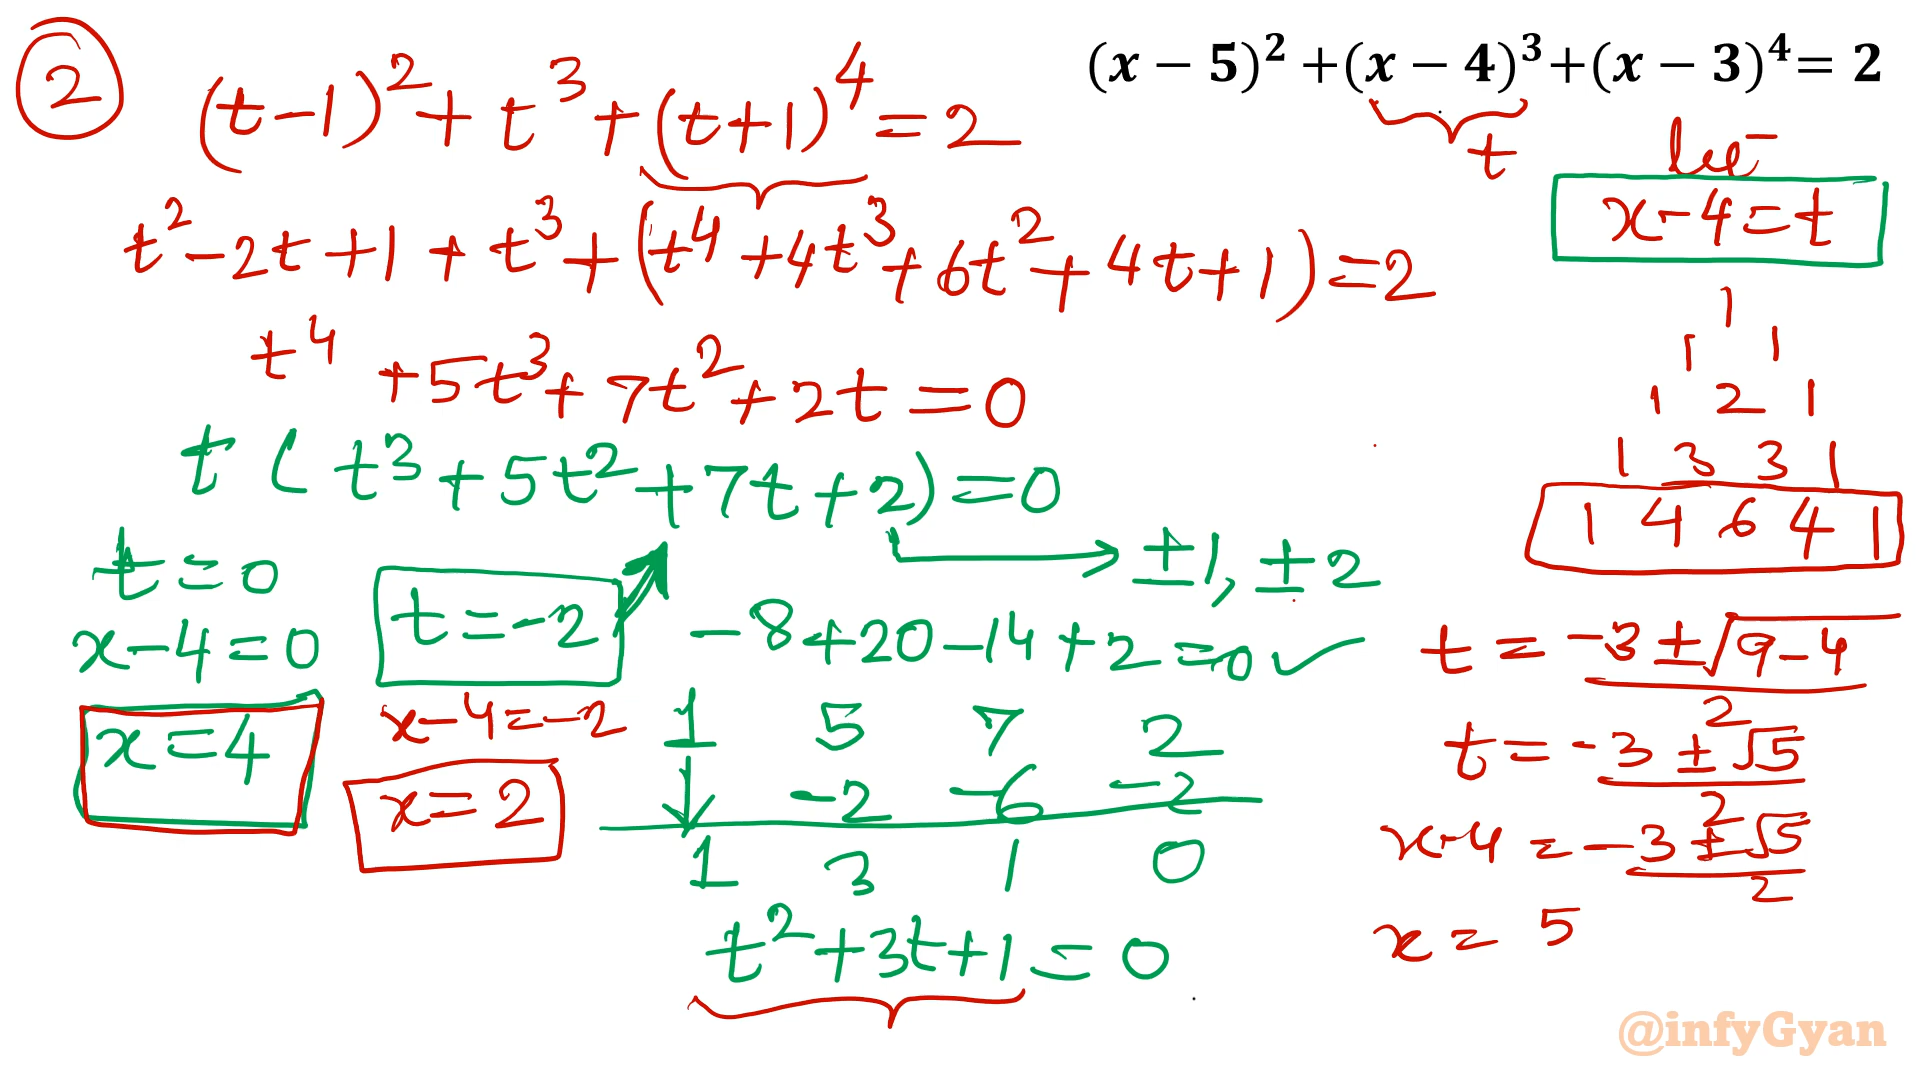 (x − 5)² +(x − 4)³+(x − 3)⁴= 2
t
let
x-4=t
2
(t-1)² + t³ + (t+1)⁴ = 2
t² - 2t + 1 + t³ + (t⁴ + 4t³ + 6t² + 4t + 1) = 2
t⁴ + 5t³ + 7t² + 2t = 0
t ( t³ + 5t² + 7t + 2) = 0
±1, ±2
t = 0
x - 4 = 0
x = 4
t = -2
-8 + 20 - 14 + 2 = 0 ✓
x - 4 = -2
x = 2
1 5 7 2
-2 -6 -2
1 3 1 0
t² + 3t + 1 = 0
1
1 1
1 2 1
1 3 3 1
1 4 6 4 1
t = (-3 ± √(9-4))/2
t = (-3 ± √5)/2
x-4 = (-3 ± √5)/2
x = 5
@infyGyan